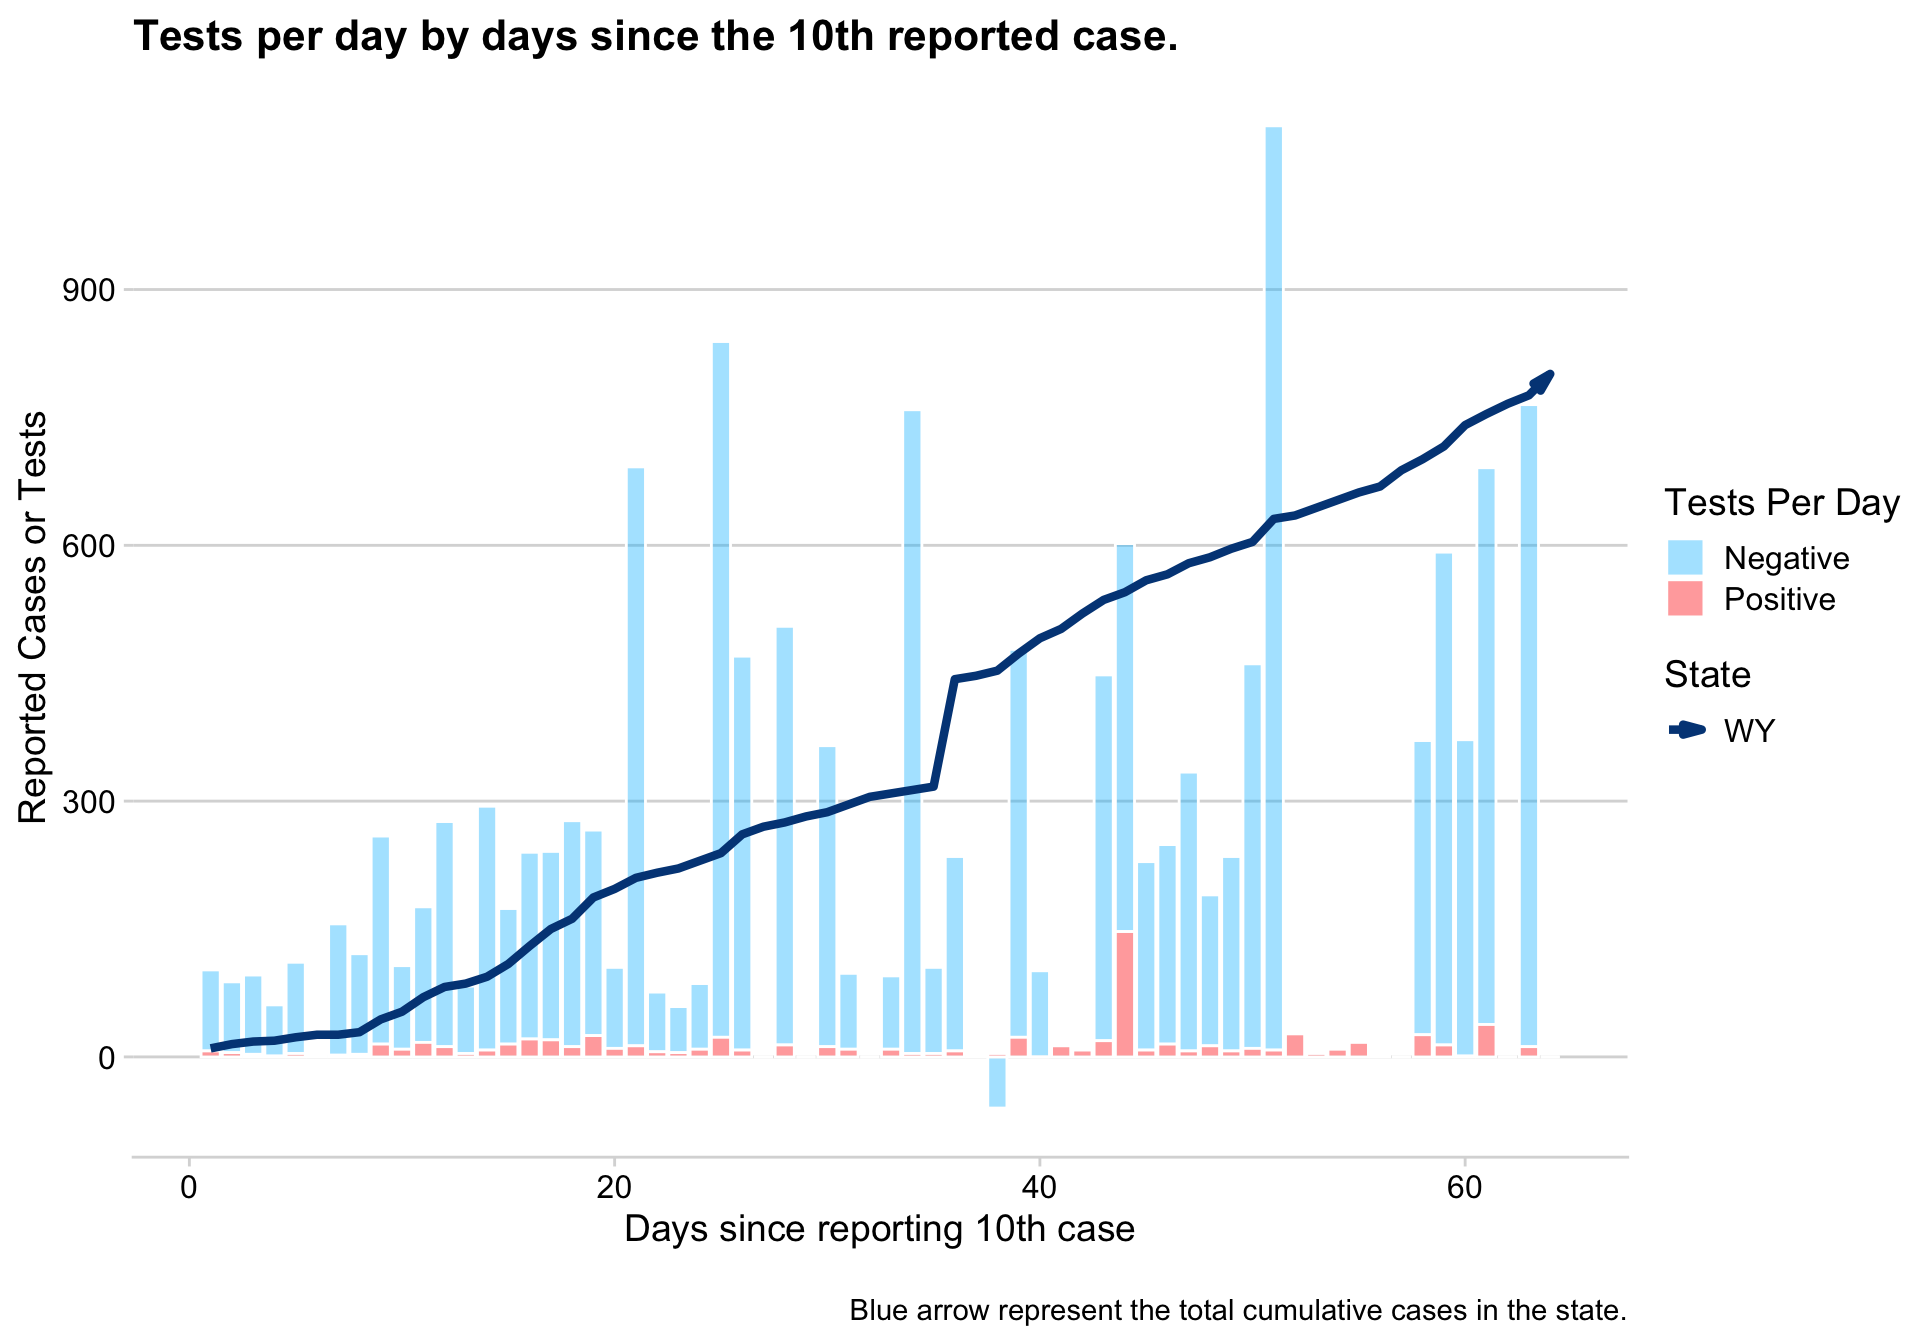 Tests per day by days since the 10th reported case.
900
600
300
0
Reported Cases or Tests
0 20 40 60
Days since reporting 10th case
Tests Per Day
Negative
Positive
State
WY
Blue arrow represent the total cumulative cases in the state.